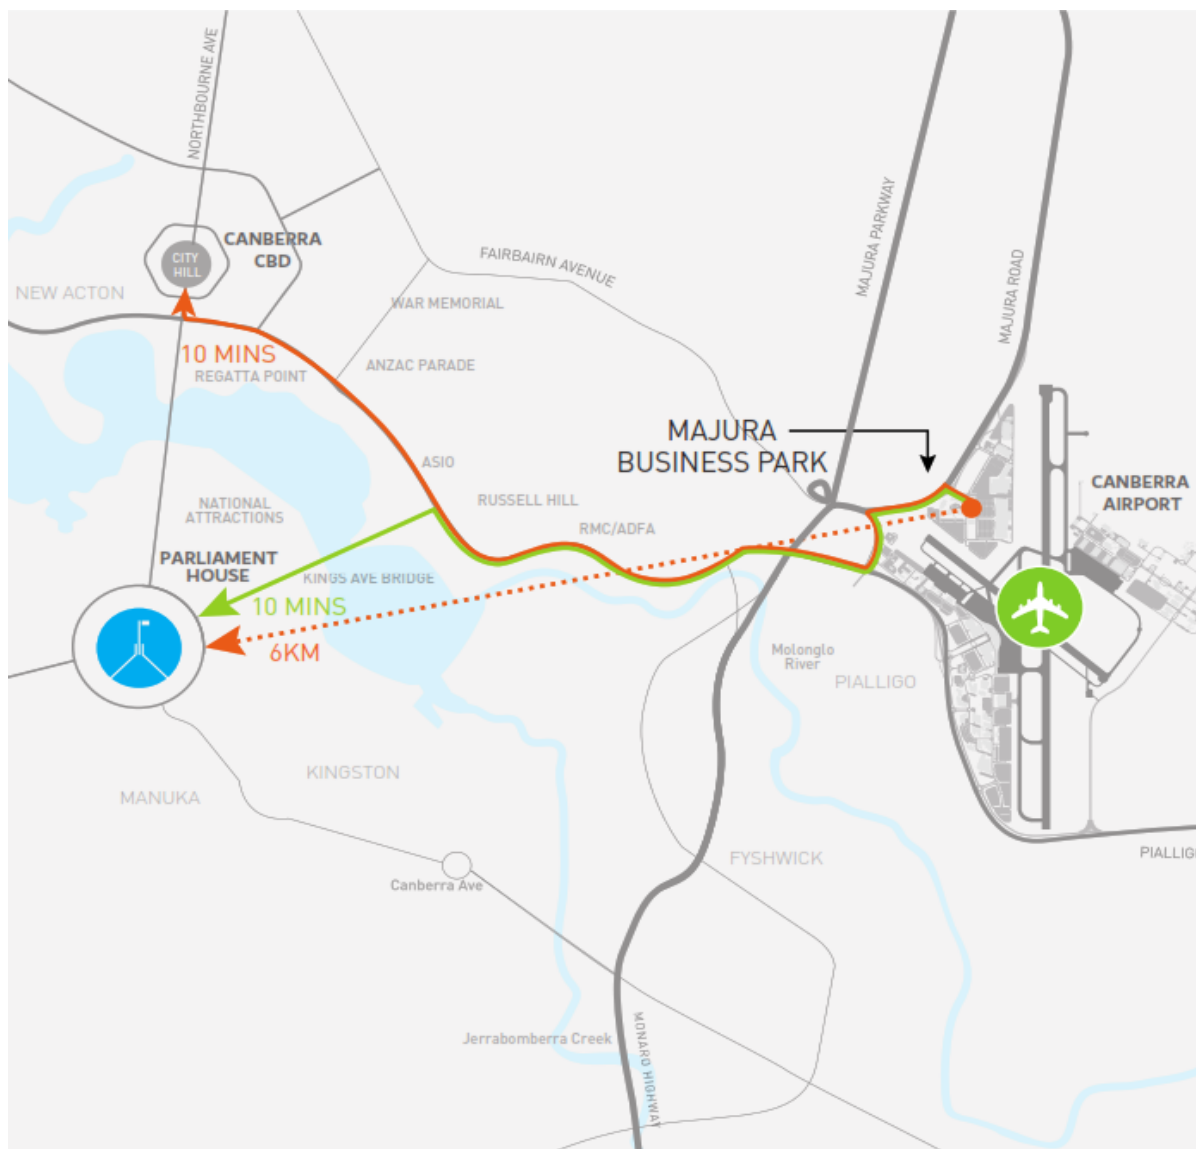 NORTHBOURNE AVE
CITY
HILL
CANBERRA
CBD
NEW ACTON
FAIRBAIRN AVENUE
MAJURA PARKWAY
MAJURA ROAD
WAR MEMORIAL
10 MINS
REGATTA POINT
ANZAC PARADE
MAJURA
BUSINESS PARK
ASIO
RUSSELL HILL
RMC/ADFA
CANBERRA
AIRPORT
NATIONAL
ATTRACTIONS
PARLIAMENT
HOUSE
KINGS AVE BRIDGE
10 MINS
6KM
Molonglo
River
PIALLIGO
KINGSTON
MANUKA
FYSHWICK
PIALLIG
Canberra Ave
Jerrabomberra Creek
MONARO HIGHWAY